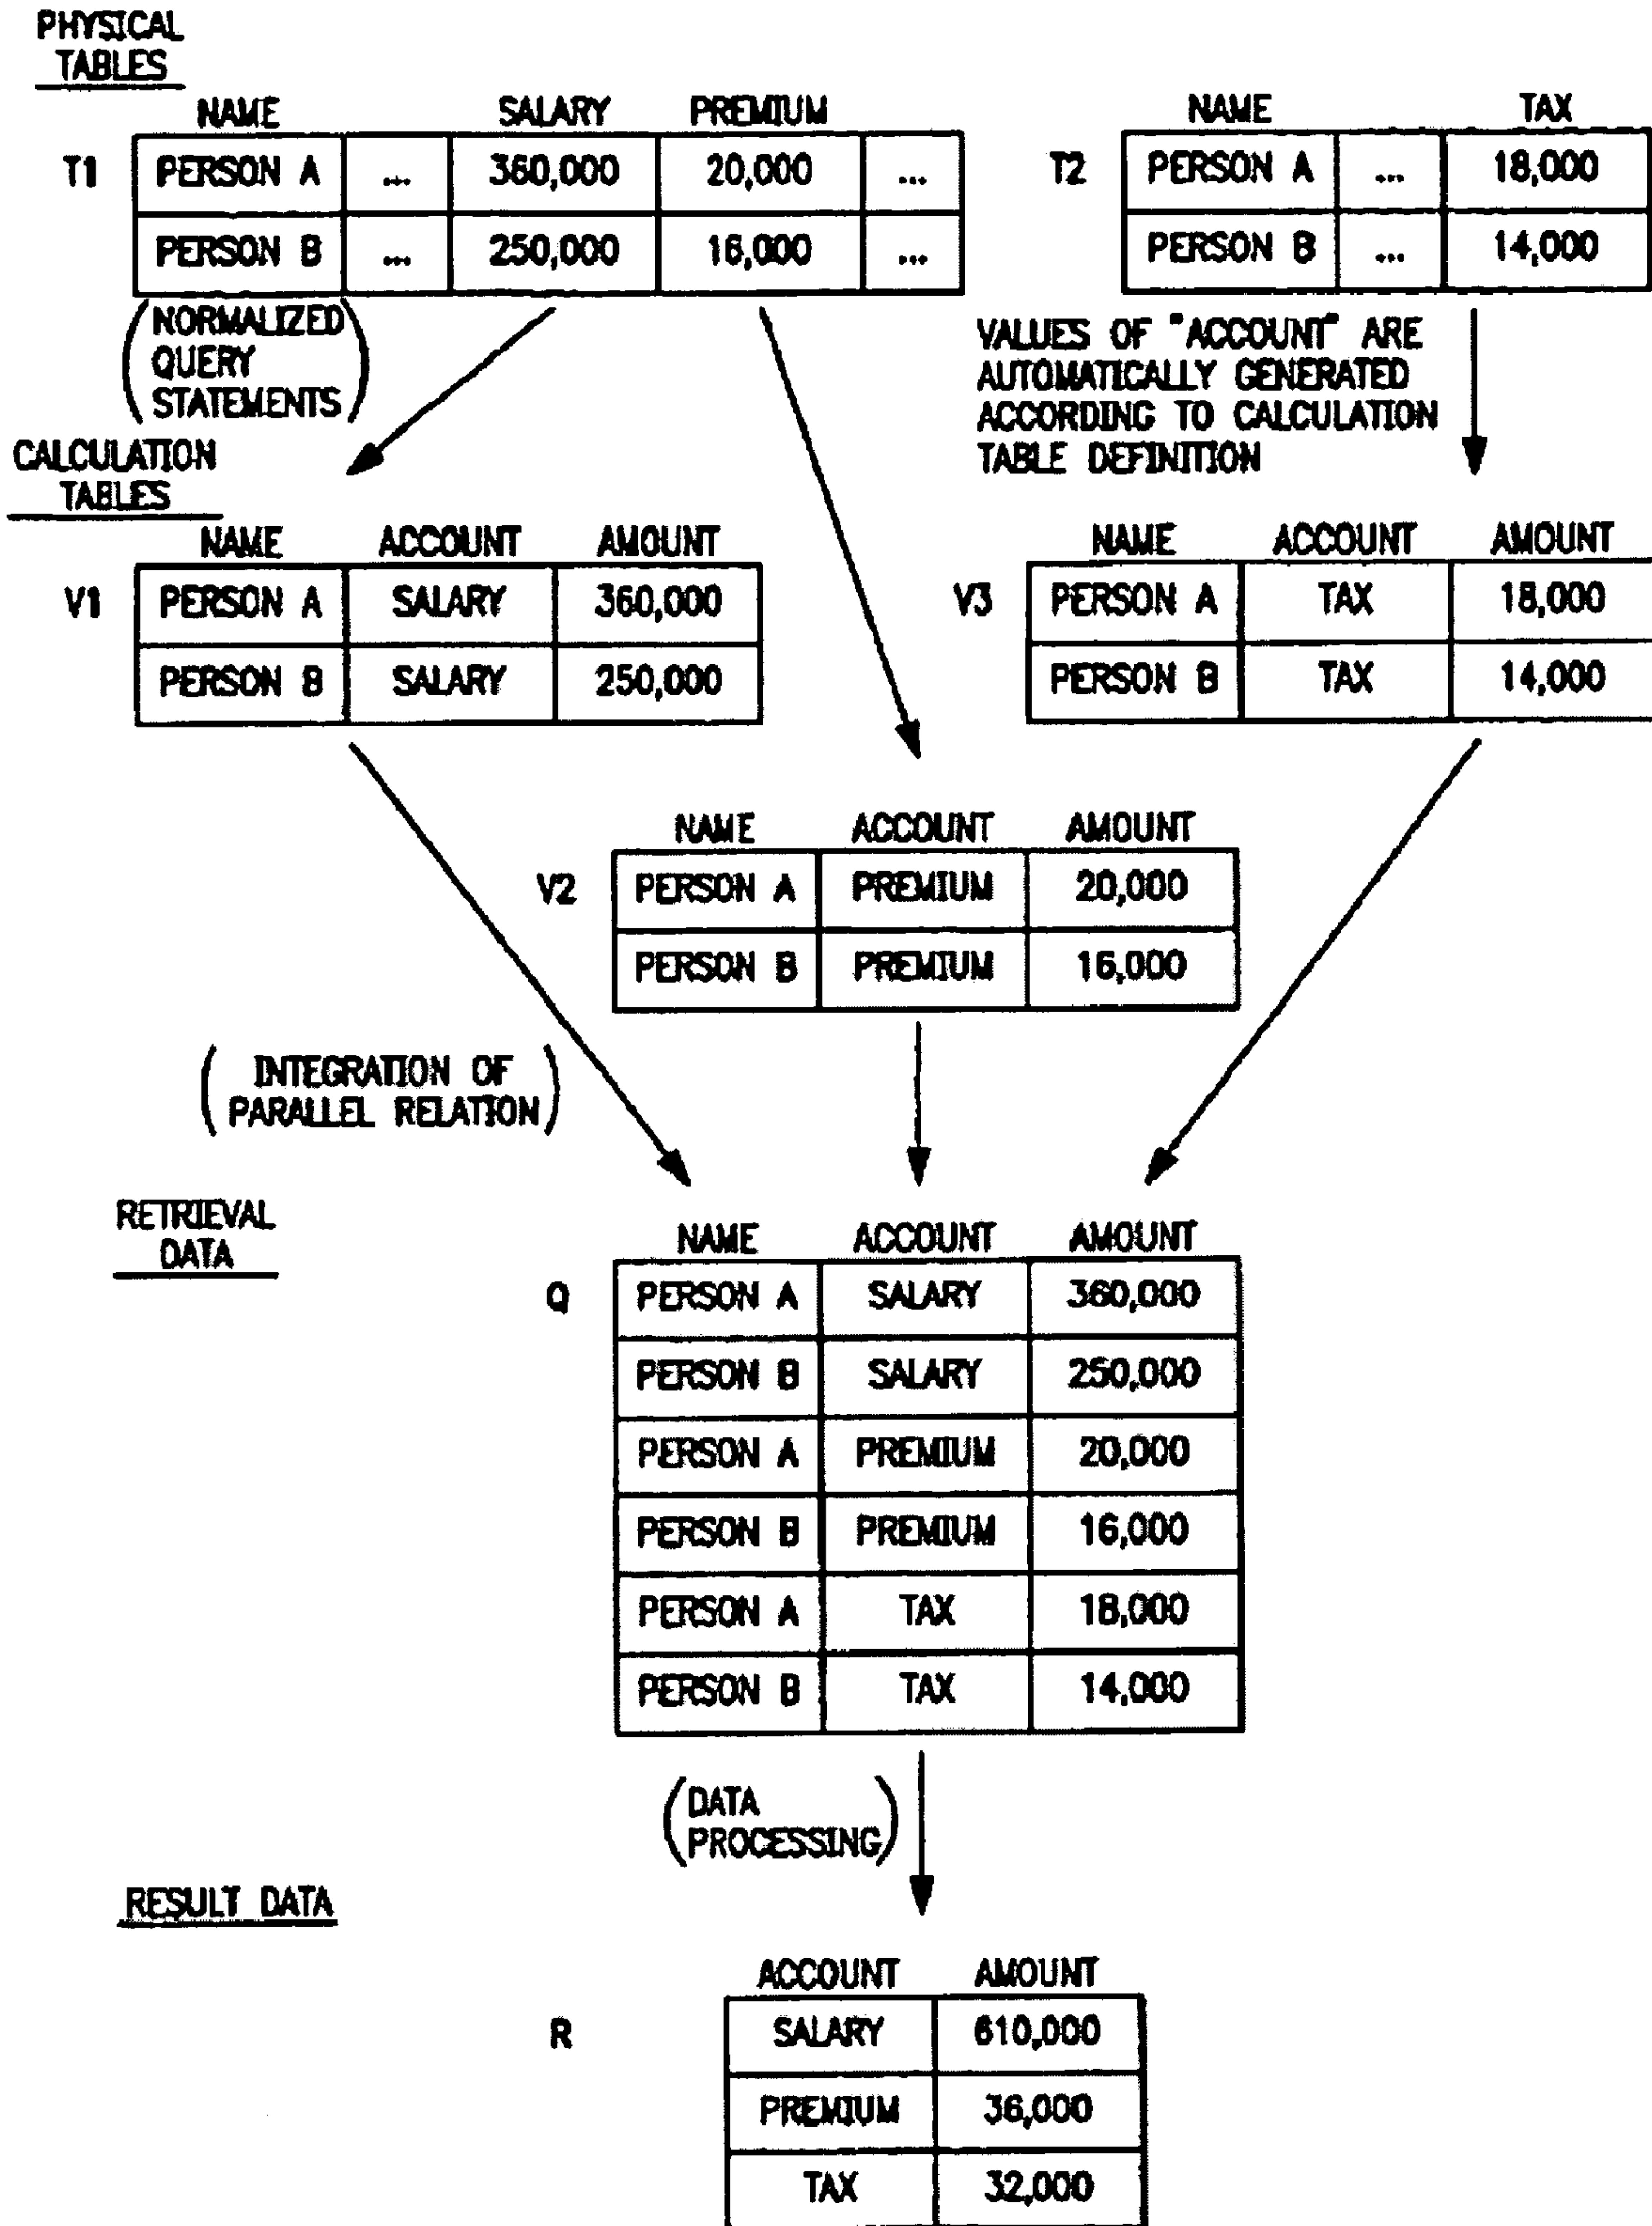 PHYSICAL
TABLES
NAME SALARY PREMIUM
T1 PERSON A ... 360,000 20,000 ...
PERSON B ... 250,000 16,000 ...
NAME TAX
T2 PERSON A ... 18,000
PERSON B ... 14,000
(NORMALIZED
QUERY
STATEMENTS)
VALUES OF "ACCOUNT" ARE
AUTOMATICALLY GENERATED
ACCORDING TO CALCULATION
TABLE DEFINITION
CALCULATION
TABLES
NAME ACCOUNT AMOUNT
V1 PERSON A SALARY 360,000
PERSON B SALARY 250,000
NAME ACCOUNT AMOUNT
V3 PERSON A TAX 18,000
PERSON B TAX 14,000
NAME ACCOUNT AMOUNT
V2 PERSON A PREMIUM 20,000
PERSON B PREMIUM 16,000
(INTEGRATION OF
PARALLEL RELATION)
RETRIEVAL
DATA
NAME ACCOUNT AMOUNT
Q PERSON A SALARY 360,000
PERSON B SALARY 250,000
PERSON A PREMIUM 20,000
PERSON B PREMIUM 16,000
PERSON A TAX 18,000
PERSON B TAX 14,000
(DATA
PROCESSING)
RESULT DATA
ACCOUNT AMOUNT
R SALARY 610,000
PREMIUM 36,000
TAX 32,000